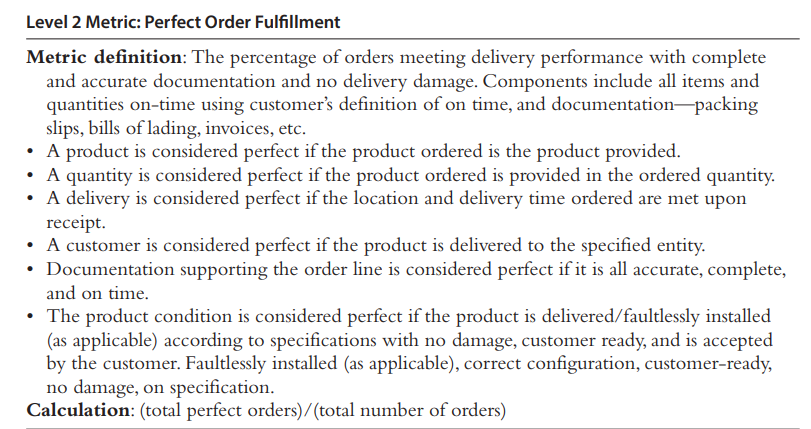 Level 2 Metric: Perfect Order Fulfillment
Metric definition: The percentage of orders meeting delivery performance with complete
and accurate documentation and no delivery damage. Components include all items and
quantities on-time using customer's definition of on time, and documentation—packing
slips, bills of lading, invoices, etc.
• A product is considered perfect if the product ordered is the product provided.
• A quantity is considered perfect if the product ordered is provided in the ordered quantity.
• A delivery is considered perfect if the location and delivery time ordered are met upon
receipt.
• A customer is considered perfect if the product is delivered to the specified entity.
• Documentation supporting the order line is considered perfect if it is all accurate, complete,
and on time.
• The product condition is considered perfect if the product is delivered/faultlessly installed
(as applicable) according to specifications with no damage, customer ready, and is accepted
by the customer. Faultlessly installed (as applicable), correct configuration, customer-ready,
no damage, on specification.
Calculation: (total perfect orders)/(total number of orders)